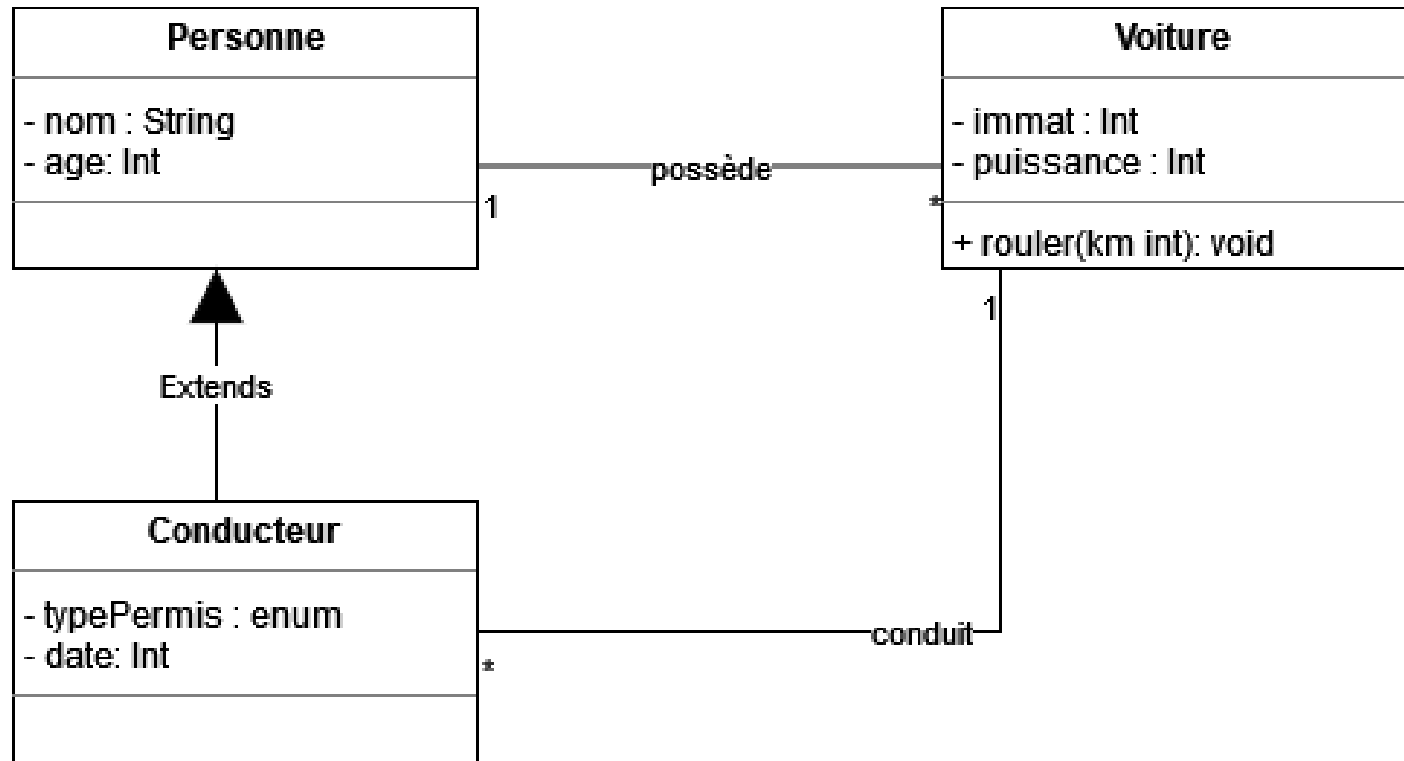 Personne
- nom : String
- age: Int
Voiture
- immat : Int
- puissance : Int
+ rouler(km int): void
possède
1
*
1
Extends
Conducteur
- typePermis : enum
- date: Int
conduit
*